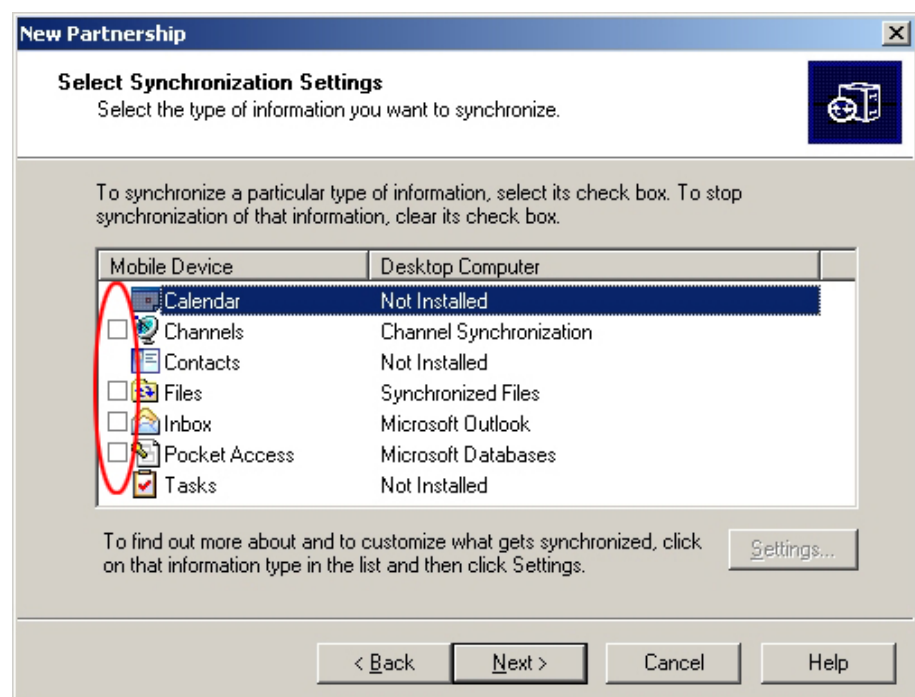 New Partnership
Select Synchronization Settings
Select the type of information you want to synchronize.
To synchronize a particular type of information, select its check box. To stop
synchronization of that information, clear its check box.
Mobile Device Desktop Computer
Calendar Not Installed
Channels Channel Synchronization
Contacts Not Installed
Files Synchronized Files
Inbox Microsoft Outlook
Pocket Access Microsoft Databases
Tasks Not Installed
To find out more about and to customize what gets synchronized, click
on that information type in the list and then click Settings.
Settings...
< Back Next > Cancel Help